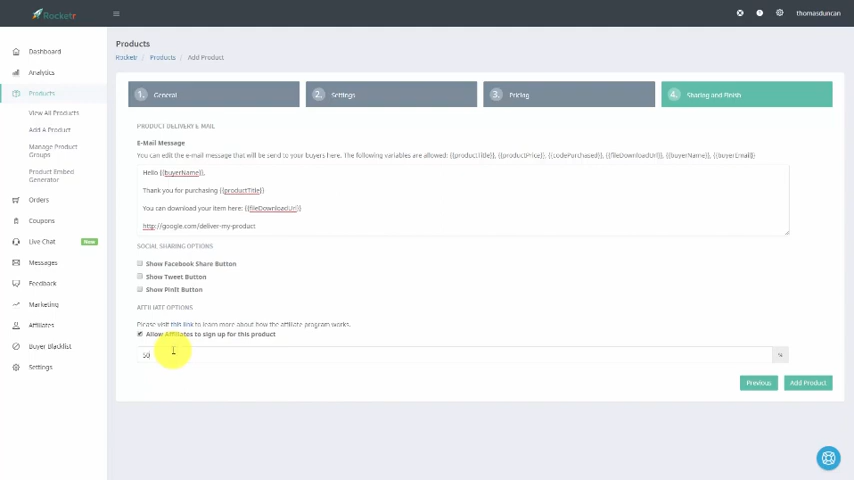 Rocketr
thomasduncan
Dashboard
Analytics
Products
View All Products
Add A Product
Manage Product
Groups
Product Embed
Generator
Orders
Coupons
Live Chat New
Messages
Feedback
Marketing
Affiliates
Buyer Blacklist
Settings
Products
Rocketr / Products / Add Product
1. General
2. Settings
3. Pricing
4. Sharing and Finish
PRODUCT DELIVERY E-MAIL
E-Mail Message
You can edit the e-mail message that will be send to your buyers here. The following variables are allowed: {{productTitle}}, {{productPrice}}, {{codePurchased}}, {{fileDownloadUrl}}, {{buyerName}}, {{buyerEmail}}
Hello {{buyerName}},
Thank you for purchasing {{productTitle}}
You can download your item here: {{fileDownloadUrl}}
http://google.com/deliver-my-product
SOCIAL SHARING OPTIONS
Show Facebook Share Button
Show Tweet Button
Show PinIt Button
AFFILIATE OPTIONS
Please visit this link to learn more about how the affiliate program works.
Allow Affiliates to sign up for this product
50 %
Previous
Add Product